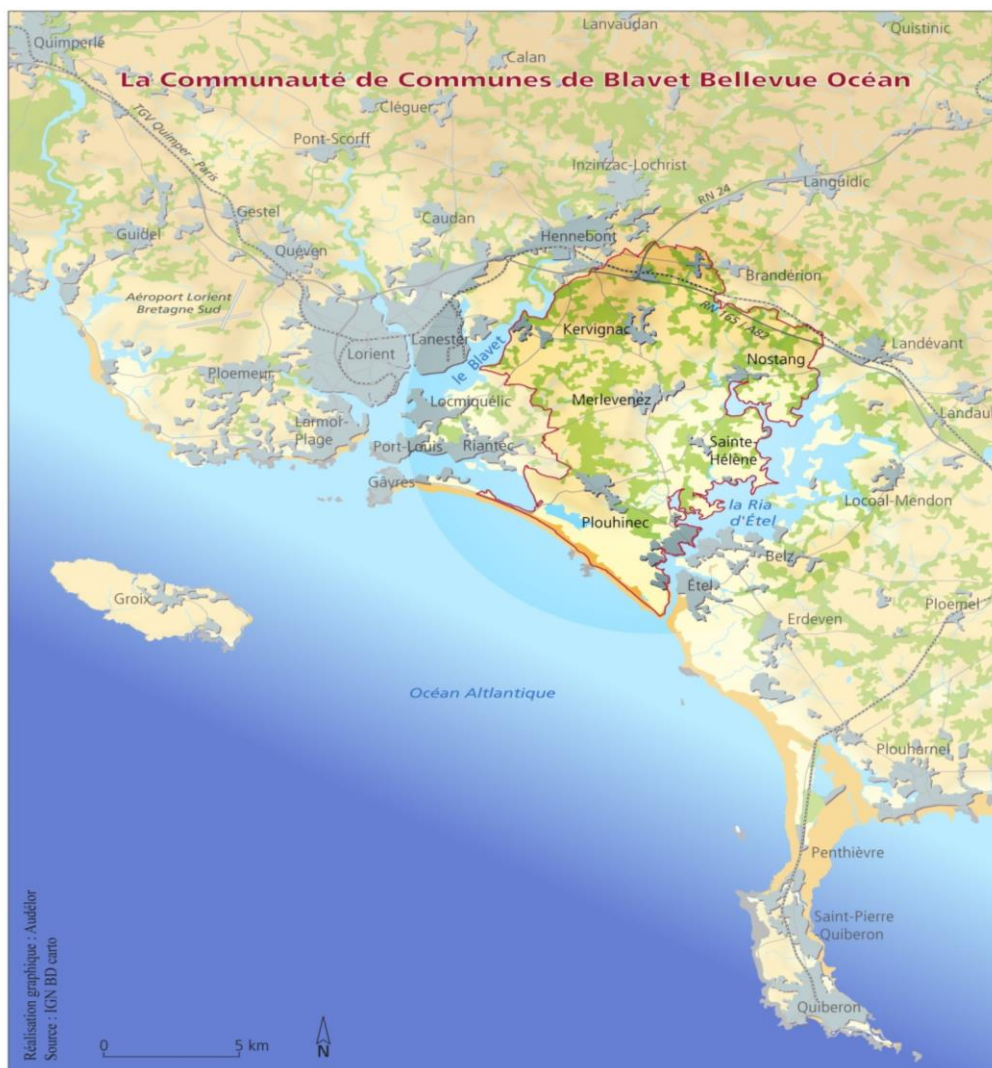 Lanvaudan
Quistinic
Quimperlé
Calan
La Communauté de Communes de Blavet Bellevue Océan
Cléguer
TGV Quimper - Paris
Pont-Scorff
Inzinzac-Lochrist
Languidic
RN 24
Gestel
Caudan
Guidel
Hennebont
Quéven
Brandérion
Aéroport Lorient
Bretagne Sud
RN 165 / A82
Kervignac
Lanester
Lorient
Landévant
Nostang
le Blavet
Ploemeur
Locmiquélic
Merlevenez
Landaul
Larmor-
Plage
Sainte-
Hélène
Port-Louis
Riantec
Gâvres
Locoal-Mendon
la Ria
d'Étel
Plouhinec
Belz
Étel
Groix
Ploemel
Erdeven
Océan Altlantique
Plouharnel
Penthièvre
Saint-Pierre
-Quiberon
Quiberon
Réalisation graphique : Audélor
Source : IGN BD carto
0
5 km
N